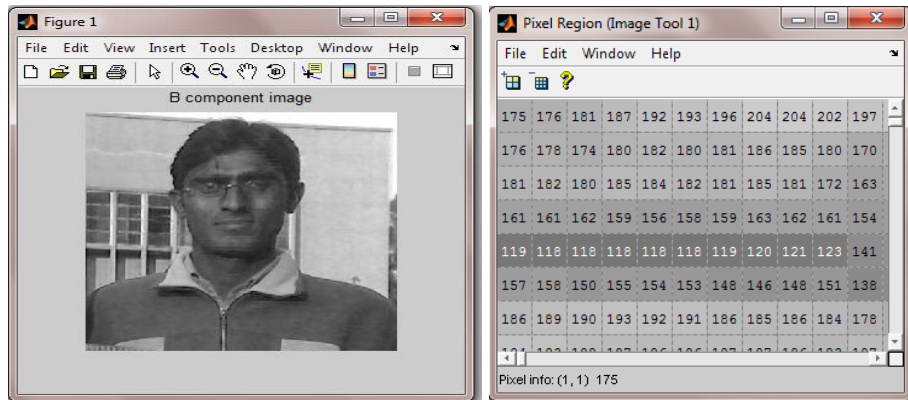 Figure 1
File Edit View Insert Tools Desktop Window Help
B component image
Pixel Region (Image Tool 1)
File Edit Window Help
175 176 181 187 192 193 196 204 204 202 197
176 178 174 180 182 180 181 186 185 180 170
181 182 180 185 184 182 181 185 181 172 163
161 161 162 159 156 158 159 163 162 161 154
119 118 118 118 118 118 119 120 121 123 141
157 158 150 155 154 153 148 146 148 151 138
186 189 190 193 192 191 186 185 186 184 178
Pixel info: (1, 1) 175